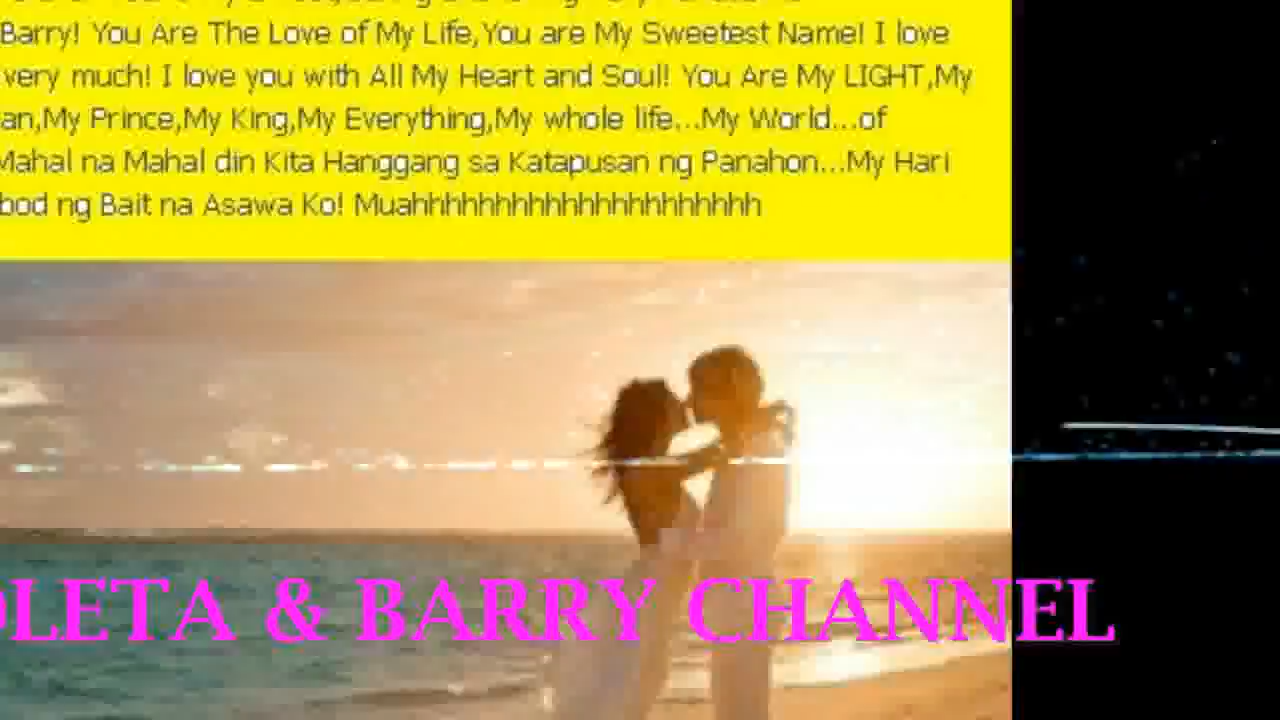 Barry! You Are The Love of My Life,You are My Sweetest Name! I love
very much! I love you with All My Heart and Soul! You Are My LIGHT,My
an,My Prince,My King,My Everything,My whole life...My World...of
Mahal na Mahal din Kita Hanggang sa Katapusan ng Panahon...My Hari
bod ng Bait na Asawa Ko! Muahhhhhhhhhhhhhhhhhhhhh
OLETA & BARRY CHANNEL